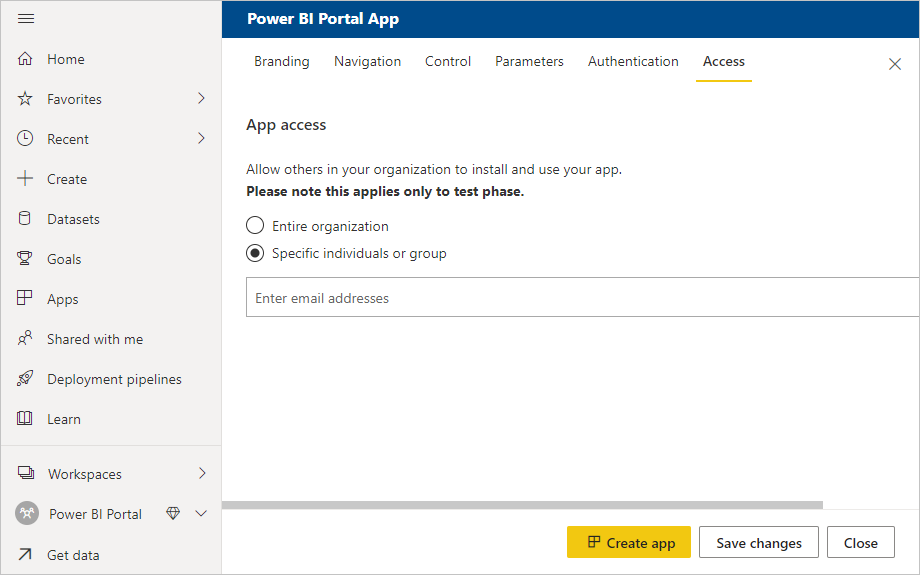 Power BI Portal App
Home
Favorites
Recent
Create
Datasets
Goals
Apps
Shared with me
Deployment pipelines
Learn
Workspaces
Power BI Portal
Get data
Branding Navigation Control Parameters Authentication Access
App access
Allow others in your organization to install and use your app.
Please note this applies only to test phase.
Entire organization
Specific individuals or group
Enter email addresses
Create app Save changes Close